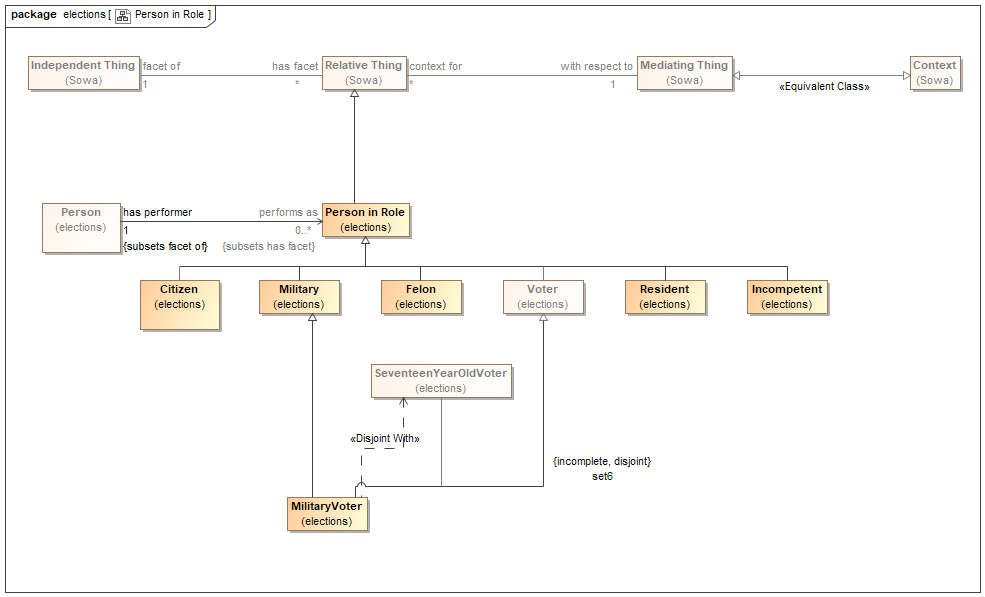 package elections [ Person in Role ]
Independent Thing
(Sowa)
facet of
1
has facet
*
Relative Thing
(Sowa)
context for
*
with respect to
1
Mediating Thing
(Sowa)
«Equivalent Class»
Context
(Sowa)
Person
(elections)
has performer
1
{subsets facet of}
performs as
0..*
{subsets has facet}
Person in Role
(elections)
Citizen
(elections)
Military
(elections)
Felon
(elections)
Voter
(elections)
Resident
(elections)
Incompetent
(elections)
SeventeenYearOldVoter
(elections)
«Disjoint With»
{incomplete, disjoint}
set6
MilitaryVoter
(elections)